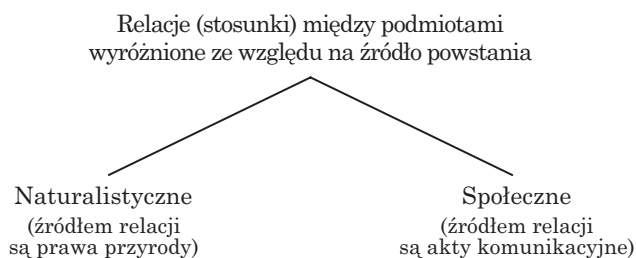 Relacje (stosunki) między podmiotami
wyróżnione ze względu na źródło powstania
Naturalistyczne
(źródłem relacji
są prawa przyrody)
Społeczne
(źródłem relacji
są akty komunikacyjne)